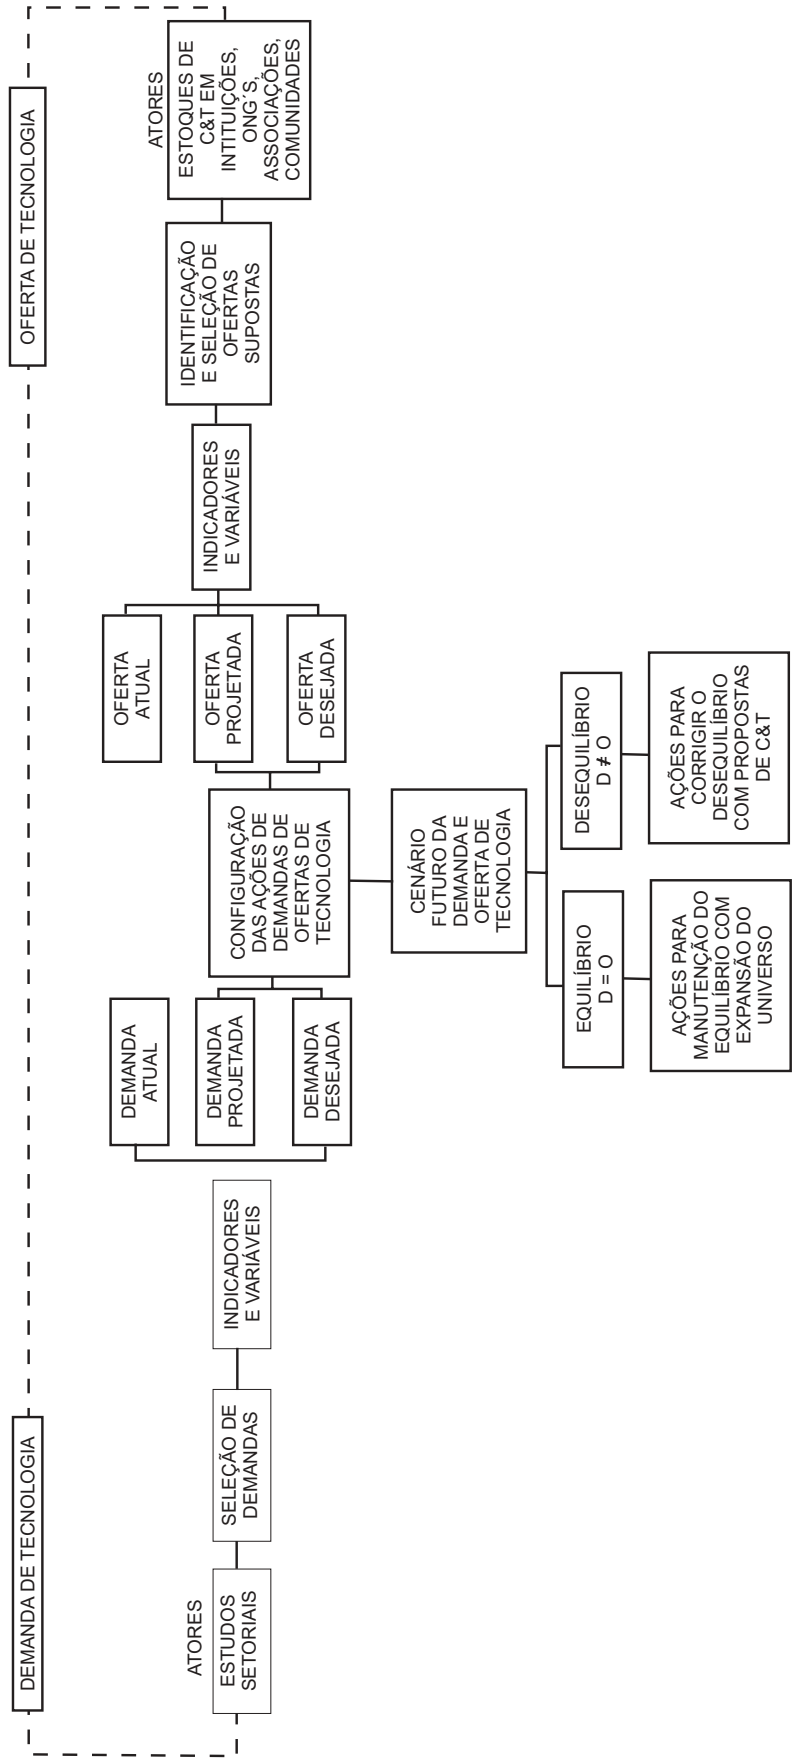 DEMANDA DE TECNOLOGIA
OFERTA DE TECNOLOGIA
ATORES
ESTUDOS
SETORIAIS
SELEÇÃO DE
DEMANDAS
INDICADORES
E VARIÁVEIS
DEMANDA
ATUAL
DEMANDA
PROJETADA
DEMANDA
DESEJADA
CONFIGURAÇÃO
DAS AÇÕES DE
DEMANDAS DE
OFERTAS DE
TECNOLOGIA
OFERTA
ATUAL
OFERTA
PROJETADA
OFERTA
DESEJADA
INDICADORES
E VARIÁVEIS
IDENTIFICAÇÃO
E SELEÇÃO DE
OFERTAS
SUPOSTAS
ATORES
ESTOQUES DE
C&T EM
INTITUIÇÕES,
ONG´S,
ASSOCIAÇÕES,
COMUNIDADES
CENÁRIO
FUTURO DA
DEMANDA E
OFERTA DE
TECNOLOGIA
EQUILÍBRIO
D = O
DESEQUILÍBRIO
D ≠ O
AÇÕES PARA
MANUTENÇÃO DO
EQUILÍBRIO COM
EXPANSÃO DO
UNIVERSO
AÇÕES PARA
CORRIGIR O
DESEQUILÍBRIO
COM PROPOSTAS
DE C&T